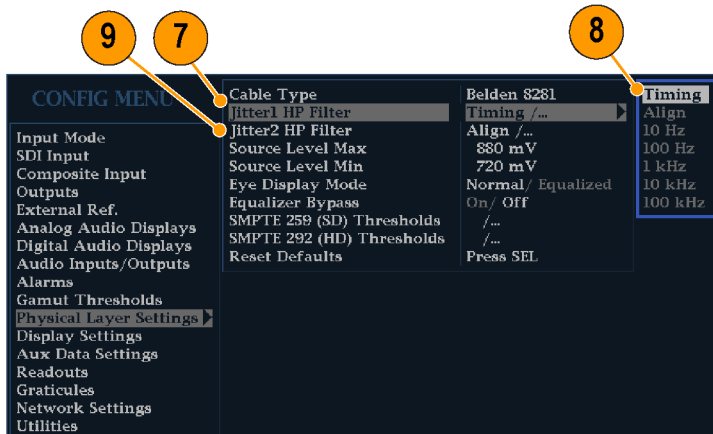 9
7
8
CONFIG MENU
Input Mode
SDI Input
Composite Input
Outputs
External Ref.
Analog Audio Displays
Digital Audio Displays
Audio Inputs/Outputs
Alarms
Gamut Thresholds
Physical Layer Settings
Display Settings
Aux Data Settings
Readouts
Graticules
Network Settings
Utilities
Cable Type Belden 8281
Jitter1 HP Filter Timing /...
Jitter2 HP Filter Align /...
Source Level Max 880 mV
Source Level Min 720 mV
Eye Display Mode Normal/ Equalized
Equalizer Bypass On/ Off
SMPTE 259 (SD) Thresholds /...
SMPTE 292 (HD) Thresholds /...
Reset Defaults Press SEL
Timing
Align
10 Hz
100 Hz
1 kHz
10 kHz
100 kHz